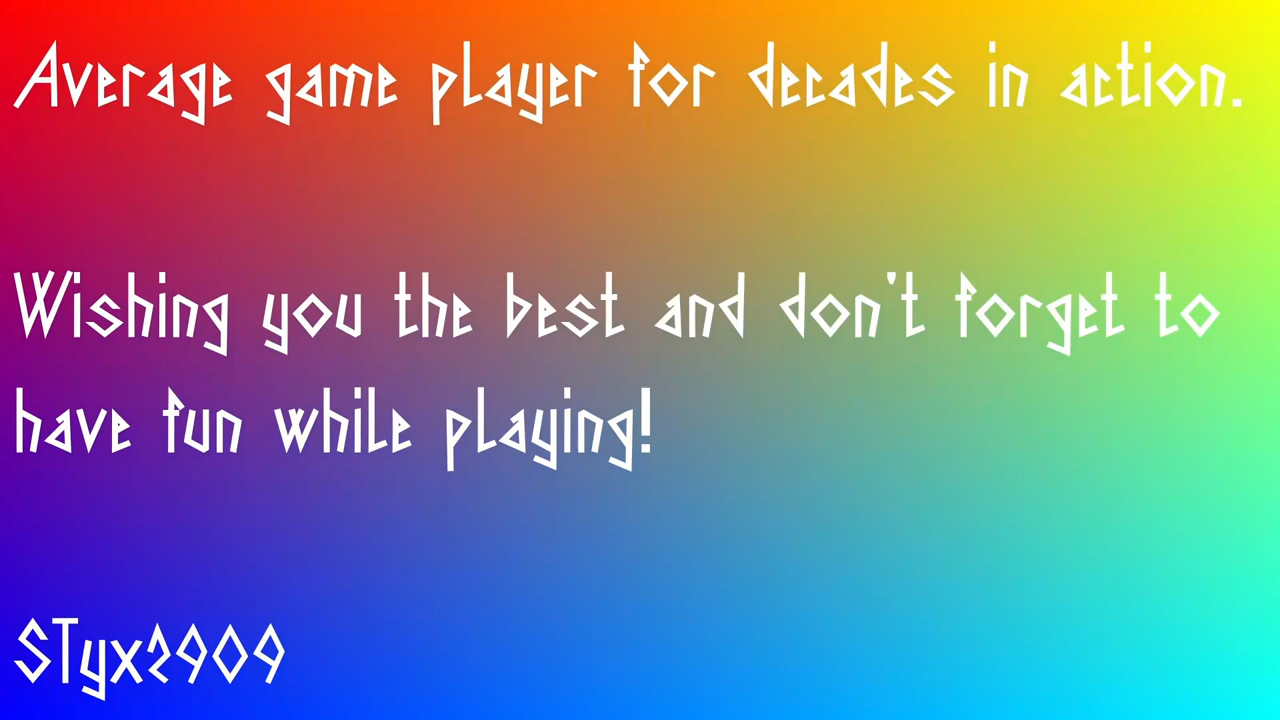 Average game player for decades in action.
Wishing you the best and don't forget to
have fun while playing!
STyx2909